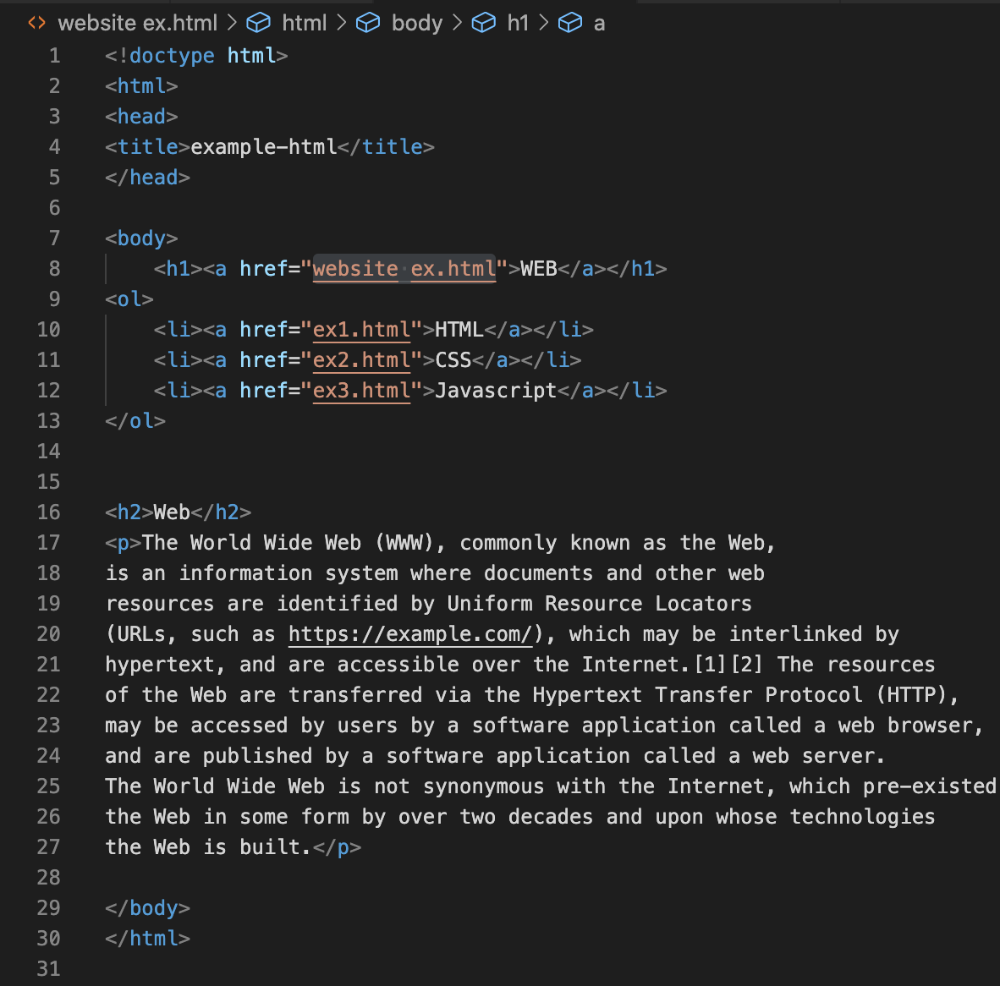 website ex.html > html > body > h1 > a
1 <!doctype html>
2 <html>
3 <head>
4 <title>example-html</title>
5 </head>
6
7 <body>
8     <h1><a href="website ex.html">WEB</a></h1>
9 <ol>
10     <li><a href="ex1.html">HTML</a></li>
11     <li><a href="ex2.html">CSS</a></li>
12     <li><a href="ex3.html">Javascript</a></li>
13 </ol>
14
15
16 <h2>Web</h2>
17 <p>The World Wide Web (WWW), commonly known as the Web,
18 is an information system where documents and other web
19 resources are identified by Uniform Resource Locators
20 (URLs, such as https://example.com/), which may be interlinked by
21 hypertext, and are accessible over the Internet.[1][2] The resources
22 of the Web are transferred via the Hypertext Transfer Protocol (HTTP),
23 may be accessed by users by a software application called a web browser,
24 and are published by a software application called a web server.
25 The World Wide Web is not synonymous with the Internet, which pre-existed
26 the Web in some form by over two decades and upon whose technologies
27 the Web is built.</p>
28
29 </body>
30 </html>
31